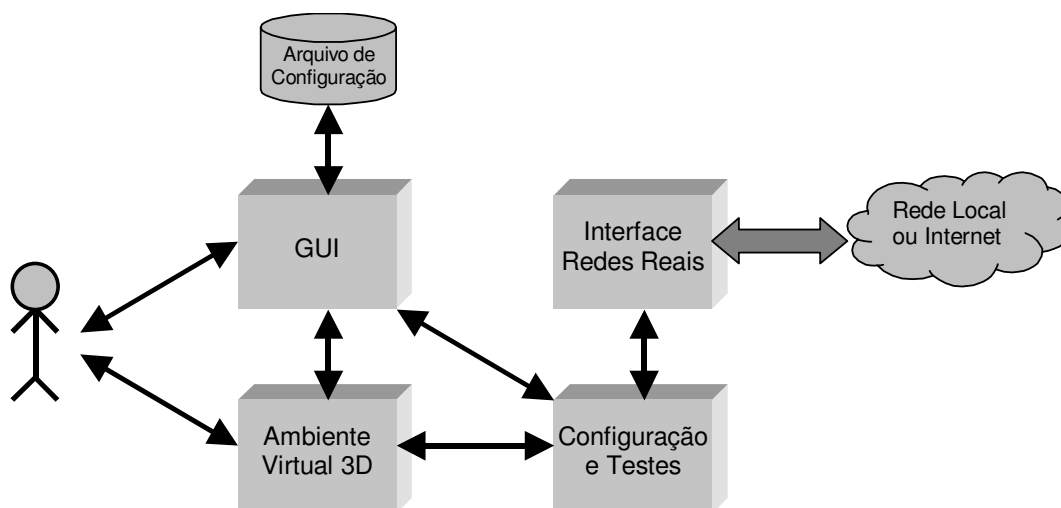 Arquivo de
Configuração
GUI
Interface
Redes Reais
Rede Local
ou Internet
Ambiente
Virtual 3D
Configuração
e Testes